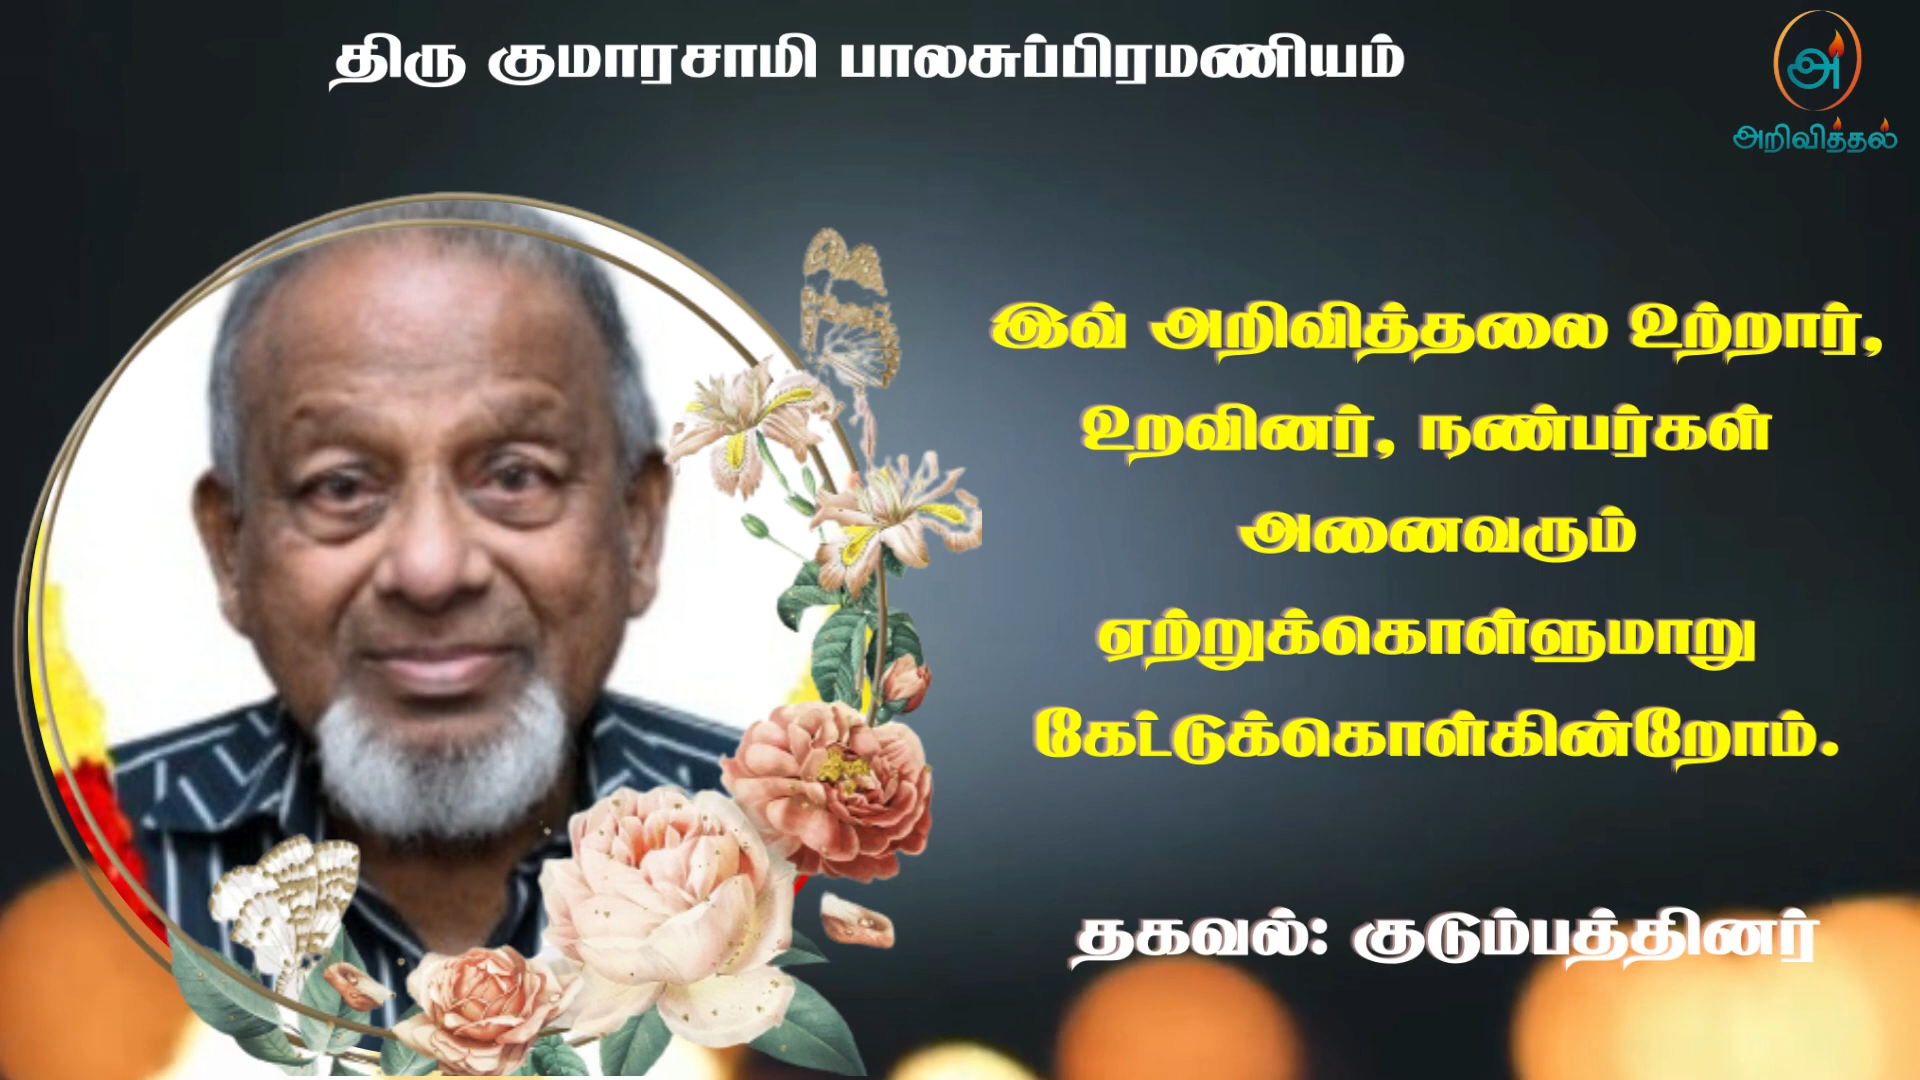 திரு குமாரசாமி பாலசுப்பிரமணியம்
அ
அறிவித்தல்
இவ் அறிவித்தலை உற்றார்,
உறவினர், நண்பர்கள்
அனைவரும்
ஏற்றுக்கொள்ளுமாறு
கேட்டுக்கொள்கின்றோம்.
தகவல்: குடும்பத்தினர்